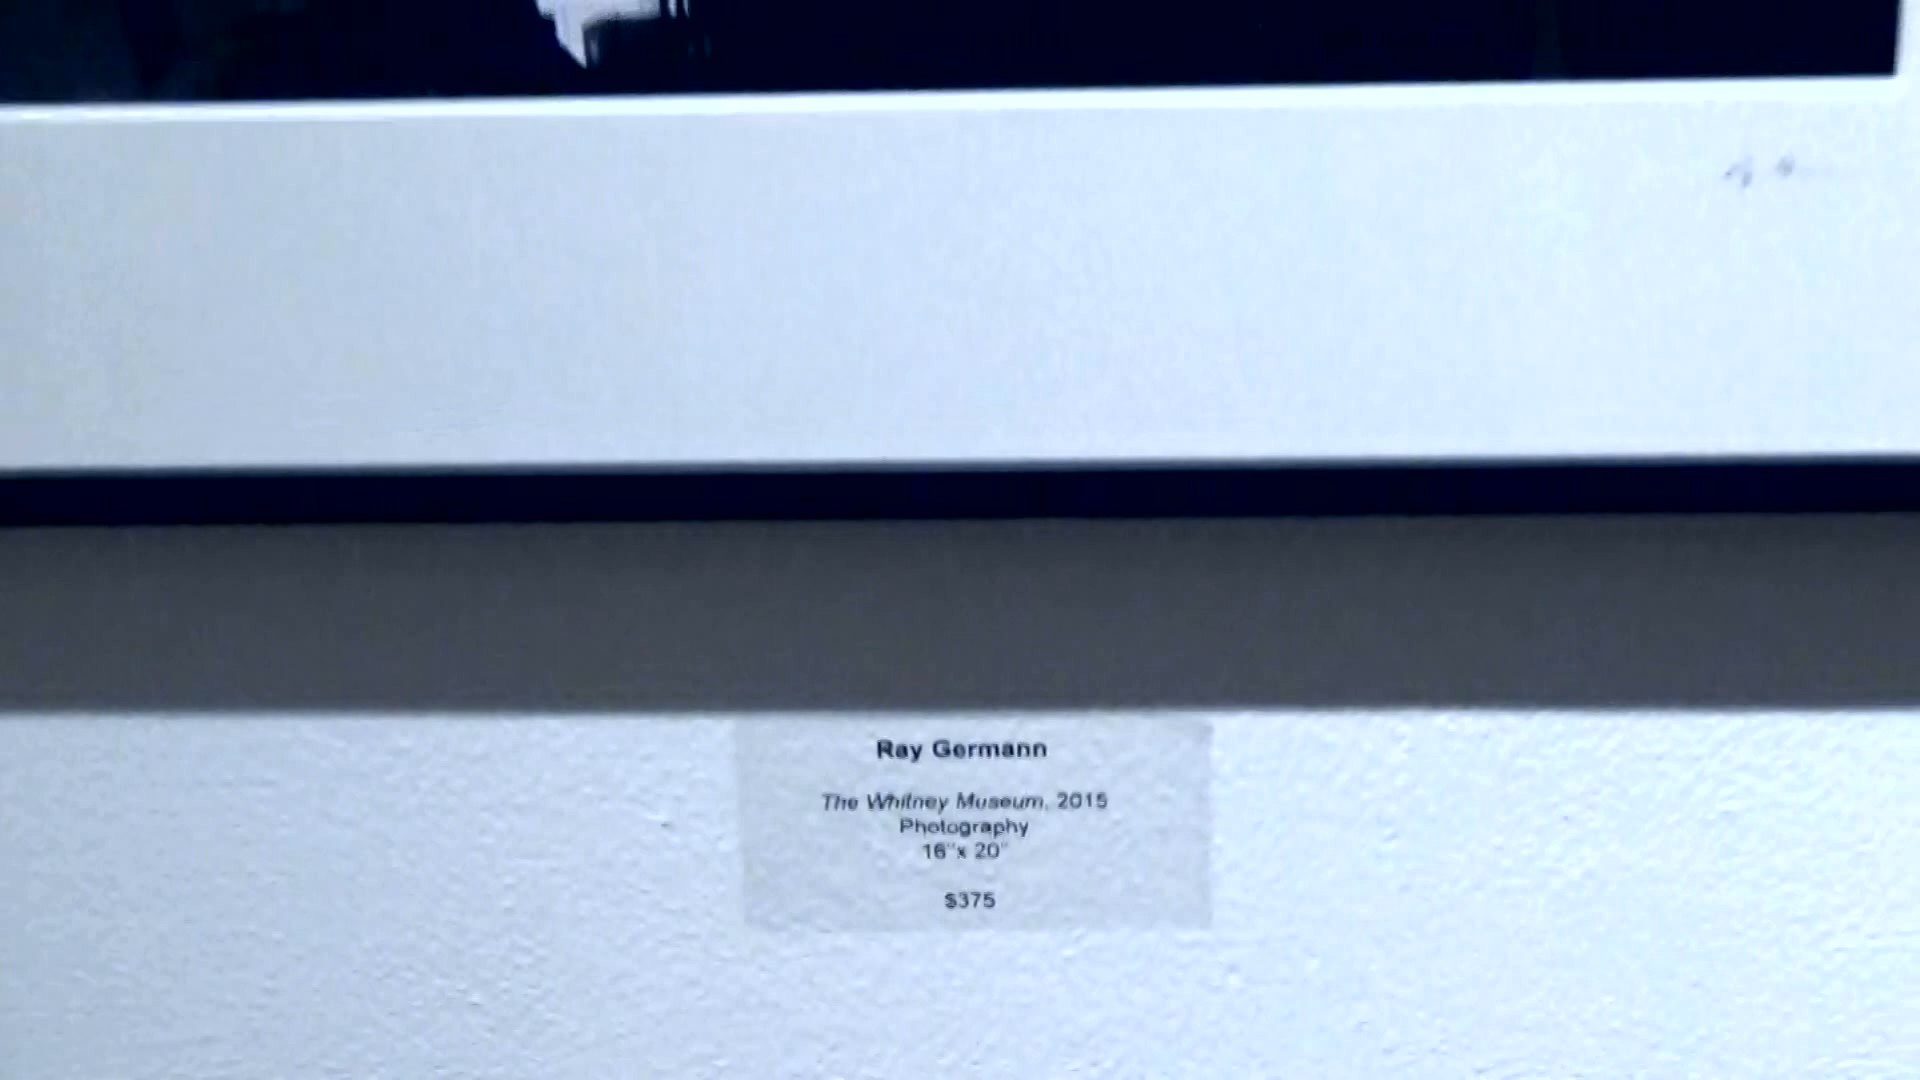 Ray Germann
The Whitney Museum, 2015
Photography
16"x 20"
$375